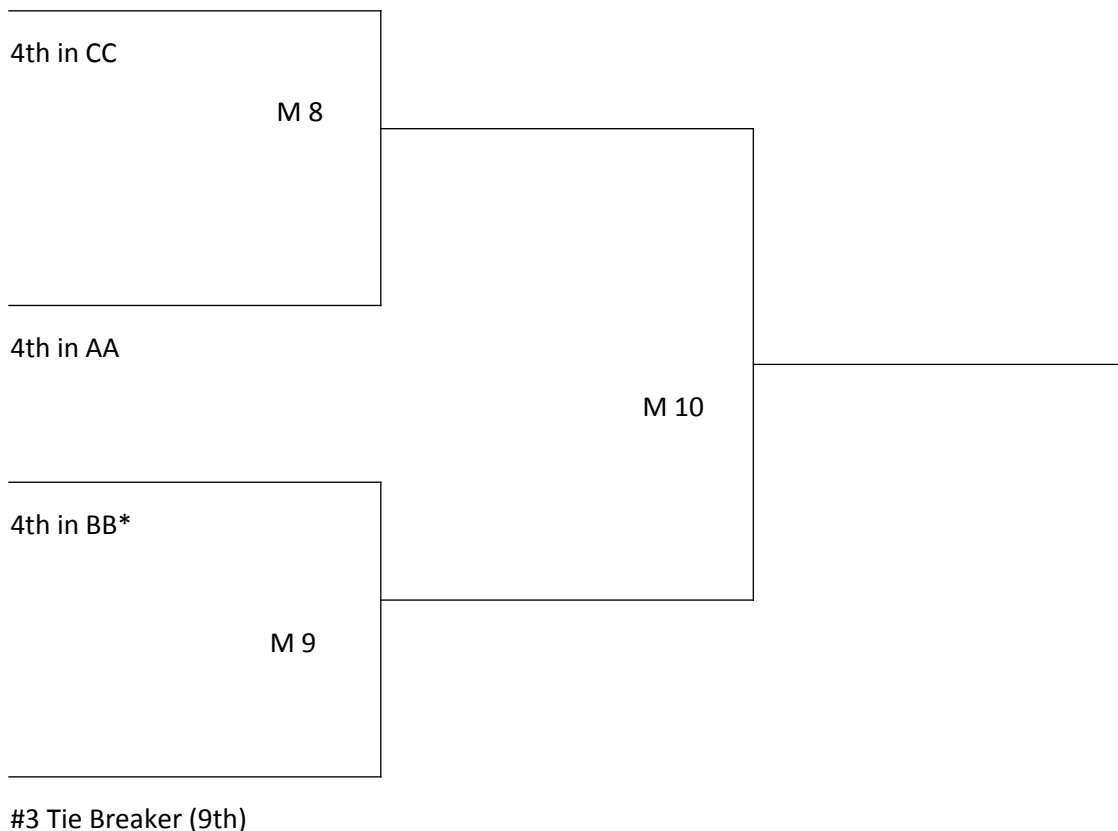 4th in CC
M 8
4th in AA
M 10
4th in BB*
M 9
#3 Tie Breaker (9th)